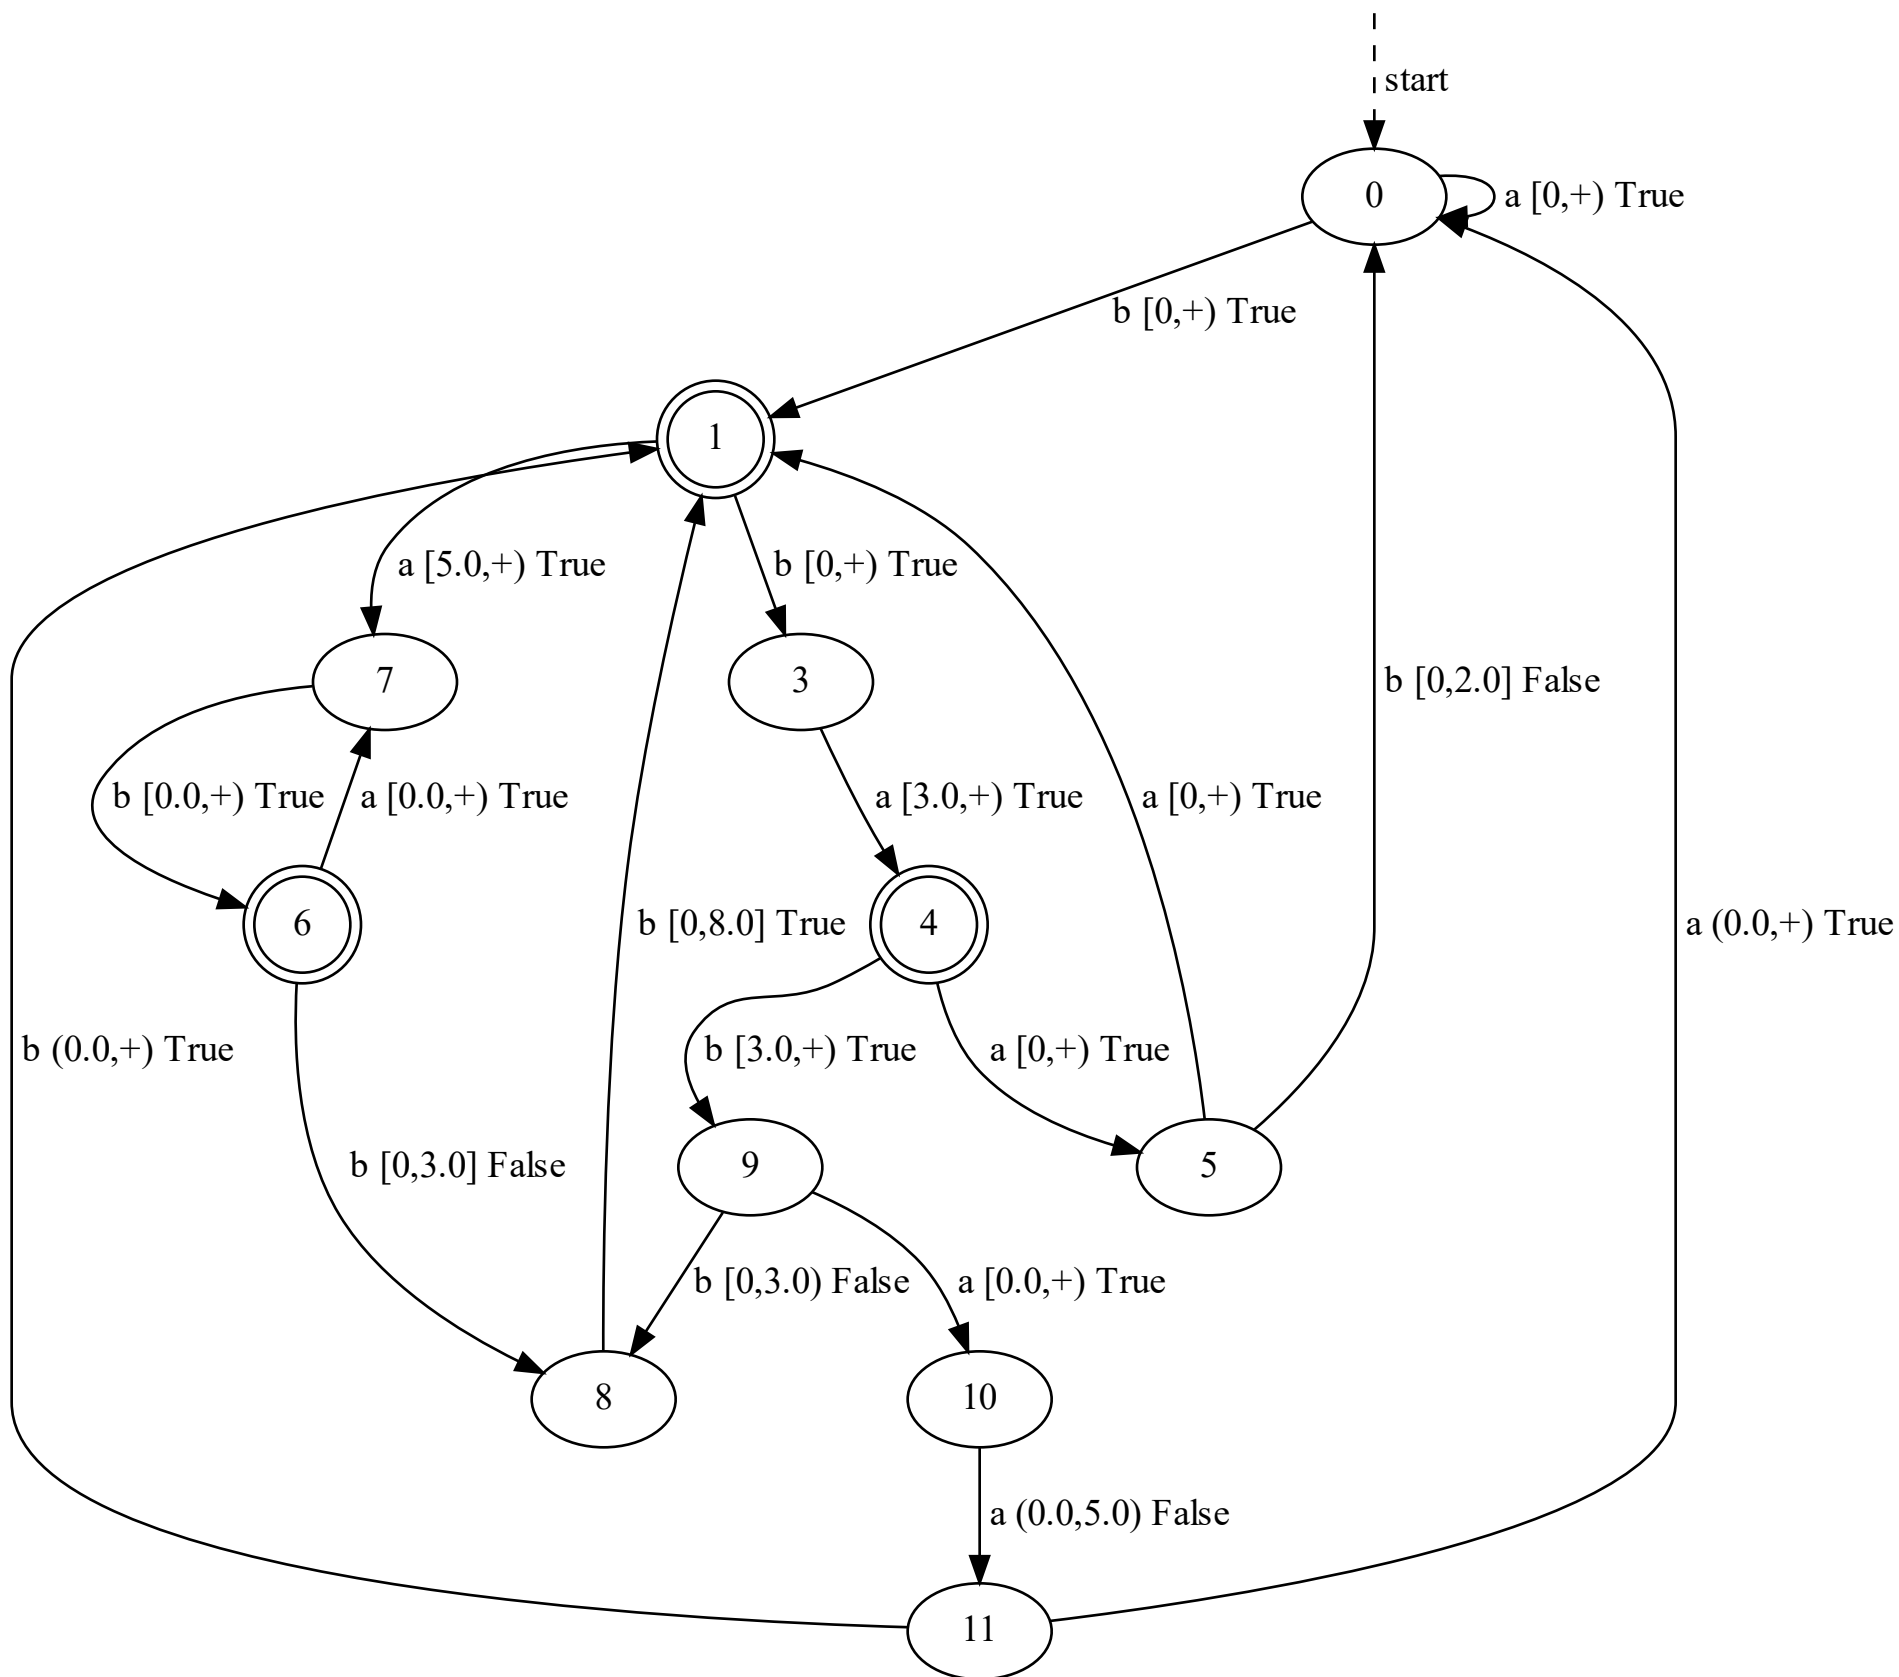 start
0
a [0,+) True
b [0,+) True
1
a [5.0,+) True
b [0,+) True
7
3
b [0,2.0] False
b [0.0,+) True
a [0.0,+) True
a [3.0,+) True
a [0,+) True
6
b [0,8.0] True
4
a (0.0,+) True
b (0.0,+) True
b [3.0,+) True
a [0,+) True
b [0,3.0] False
9
5
b [0,3.0) False
a [0.0,+) True
8
10
a (0.0,5.0) False
11